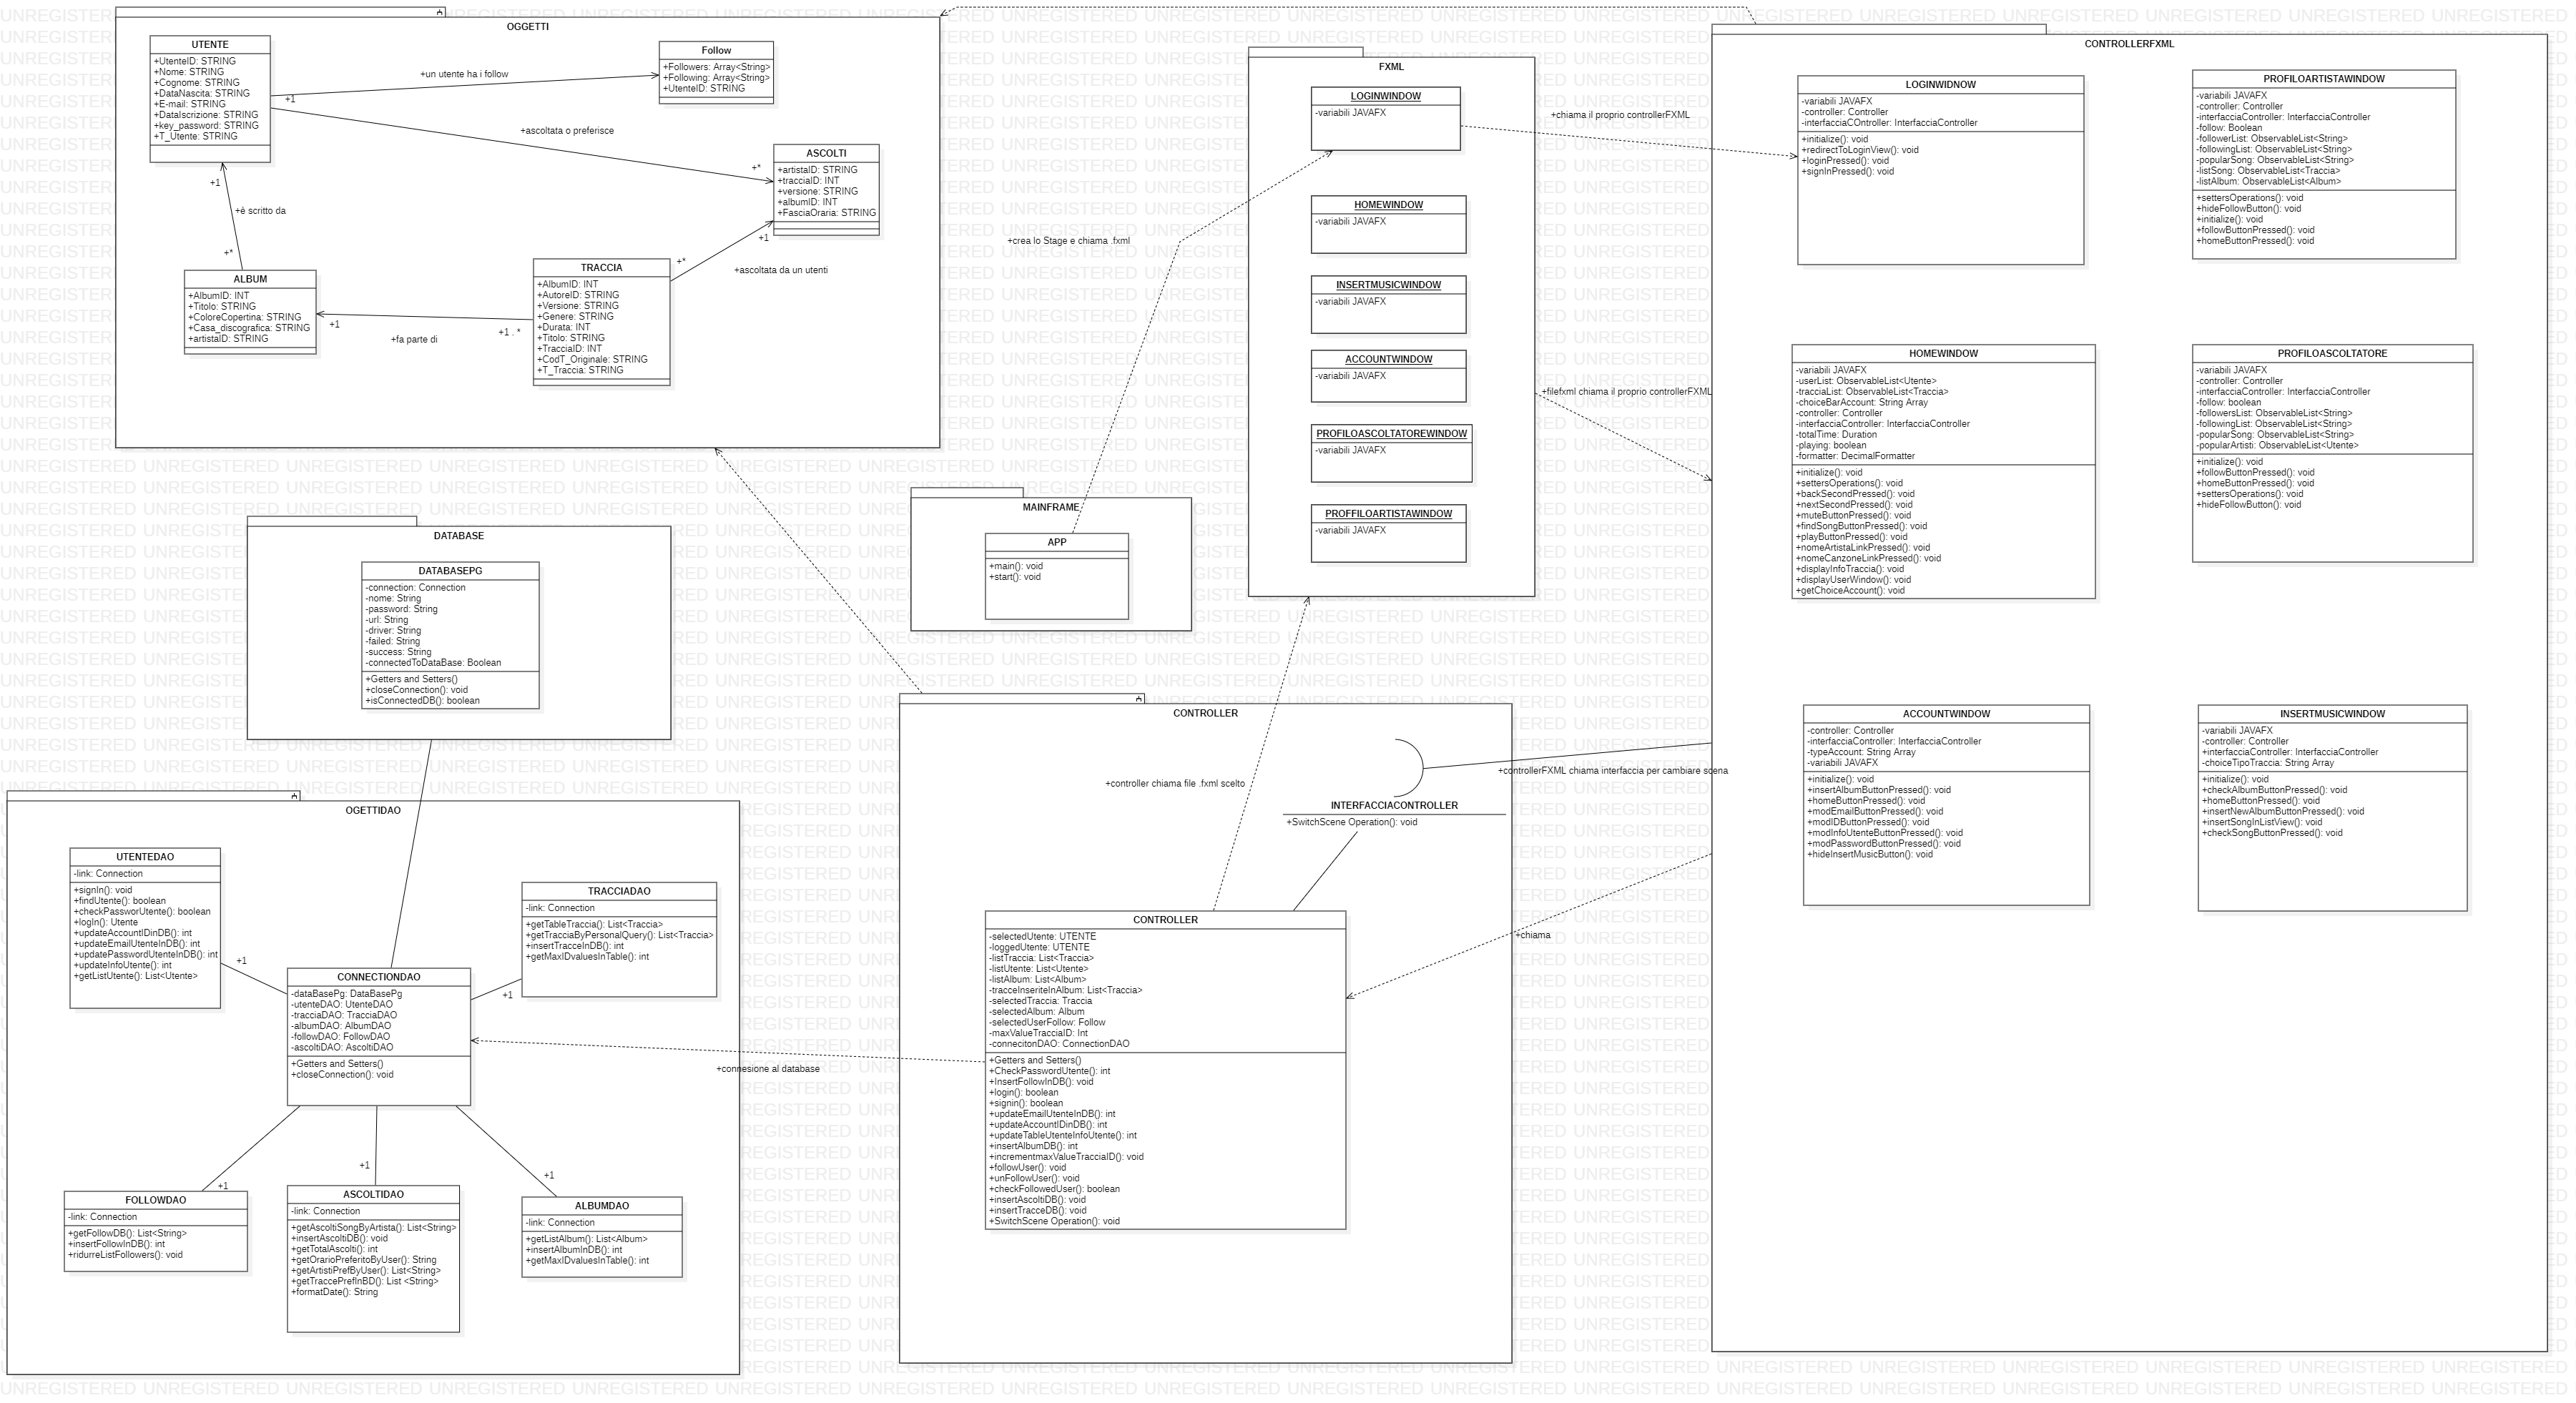 OGGETTI
UTENTE
+UtenteID: STRING
+Nome: STRING
+Cognome: STRING
+DataNascita: STRING
+E-mail: STRING
+DataIscrizione: STRING
+key_password: STRING
+T_Utente: STRING
Follow
+Followers: Array<String>
+Following: Array<String>
+UtenteID: STRING
+un utente ha i follow
+1
+ascoltata o preferisce
+*
ASCOLTI
+artistaID: STRING
+tracciaID: INT
+versione: STRING
+albumID: INT
+FasciaOraria: STRING
+1
+è scritto da
+*
+1
+*
+ascoltata da un utenti
ALBUM
+AlbumID: INT
+Titolo: STRING
+ColoreCopertina: STRING
+Casa_discografica: STRING
+artistaID: STRING
TRACCIA
+AlbumID: INT
+AutoreID: STRING
+Versione: STRING
+Genere: STRING
+Durata: INT
+Titolo: STRING
+TracciaID: INT
+CodT_Originale: STRING
+T_Traccia: STRING
+1
+fa parte di
+1 . *
DATABASE
DATABASEPG
-connection: Connection
-nome: String
-password: String
-url: String
-driver: String
-failed: String
-success: String
-connectedToDataBase: Boolean
+Getters and Setters()
+closeConnection(): void
+isConnectedDB(): boolean
OGETTIDAO
UTENTEDAO
-link: Connection
+signIn(): void
+findUtente(): boolean
+checkPassworUtente(): boolean
+logIn(): Utente
+updateAccountIDinDB(): int
+updateEmailUtenteInDB(): int
+updatePasswordUtenteInDB(): int
+updateInfoUtente(): int
+getListUtente(): List<Utente>
+1
TRACCIADAO
-link: Connection
+getTableTraccia(): List<Traccia>
+getTracciaByPersonalQuery(): List<Traccia>
+insertTracceInDB(): int
+getMaxIDvaluesInTable(): int
+1
CONNECTIONDAO
-dataBasePg: DataBasePg
-utenteDAO: UtenteDAO
-tracciaDAO: TracciaDAO
-albumDAO: AlbumDAO
-followDAO: FollowDAO
-ascoltiDAO: AscoltiDAO
+Getters and Setters()
+closeConnection(): void
+1
+1
+1
FOLLOWDAO
-link: Connection
+getFollowDB(): List<String>
+insertFollowInDB(): int
+ridurreListFollowers(): void
ASCOLTIDAO
-link: Connection
+getAscoltiSongByArtista(): List<String>
+insertAscoltiDB(): void
+getTotalAscolti(): int
+getOrarioPreferitoByUser(): String
+getArtistiPrefByUser(): List<String>
+getTraccePrefInBD(): List <String>
+formatDate(): String
ALBUMDAO
-link: Connection
+getListAlbum(): List<Album>
+insertAlbumInDB(): int
+getMaxIDvaluesInTable(): int
+connesione al database
MAINFRAME
APP
+main(): void
+start(): void
+crea lo Stage e chiama .fxml
FXML
LOGINWINDOW
-variabili JAVAFX
HOMEWINDOW
-variabili JAVAFX
INSERTMUSICWINDOW
-variabili JAVAFX
ACCOUNTWINDOW
-variabili JAVAFX
PROFILOASCOLTATOREWINDOW
-variabili JAVAFX
PROFFILOARTISTAWINDOW
-variabili JAVAFX
+chiama il proprio controllerFXML
+filefxml chiama il proprio controllerFXML
CONTROLLER
+controller chiama file .fxml scelto
+controllerFXML chiama interfaccia per cambiare scena
INTERFACCIACONTROLLER
+SwitchScene Operation(): void
+chiama
CONTROLLER
-selectedUtente: UTENTE
-loggedUtente: UTENTE
-listTraccia: List<Traccia>
-listUtente: List<Utente>
-listAlbum: List<Album>
-tracceInseriteInAlbum: List<Traccia>
-selectedTraccia: Traccia
-selectedAlbum: Album
-selectedUserFollow: Follow
-maxValueTracciaID: Int
-connecitonDAO: ConnectionDAO
+Getters and Setters()
+CheckPasswordUtente(): int
+InsertFollowInDB(): void
+login(): boolean
+signin(): boolean
+updateEmailUtenteInDB(): int
+updateAccountIDinDB(): int
+updateTableUtenteInfoUtente(): int
+insertAlbumDB(): int
+incrementmaxValueTracciaID(): void
+followUser(): void
+unFollowUser(): void
+checkFollowedUser(): boolean
+insertAscoltiDB(): void
+insertTracceDB(): void
+SwitchScene Operation(): void
CONTROLLERFXML
LOGINWIDNOW
-variabili JAVAFX
-controller: Controller
-interfacciaCOntroller: InterfacciaController
+initialize(): void
+redirectToLoginView(): void
+loginPressed(): void
+signInPressed(): void
PROFILOARTISTAWINDOW
-variabili JAVAFX
-controller: Controller
-interfacciaController: InterfacciaController
-follow: Boolean
-followerList: ObservableList<String>
-followingList: ObservableList<String>
-popularSong: ObservableList<String>
-listSong: ObservableList<Traccia>
-listAlbum: ObservableList<Album>
+settersOperations(): void
+hideFollowButton(): void
+initialize(): void
+followButtonPressed(): void
+homeButtonPressed(): void
HOMEWINDOW
-variabili JAVAFX
-userList: ObservableList<Utente>
-tracciaList: ObservableList<Traccia>
-choiceBarAccount: String Array
-controller: Controller
-interfacciaController: InterfacciaController
-totalTime: Duration
-playing: boolean
-formatter: DecimalFormatter
+initialize(): void
+settersOperations(): void
+backSecondPressed(): void
+nextSecondPressed(): void
+muteButtonPressed(): void
+findSongButtonPressed(): void
+playButtonPressed(): void
+nomeArtistaLinkPressed(): void
+nomeCanzoneLinkPressed(): void
+displayInfoTraccia(): void
+displayUserWindow(): void
+getChoiceAccount(): void
PROFILOASCOLTATORE
-variabili JAVAFX
-controller: Controller
-interfacciaController: InterfacciaController
-follow: boolean
-followersList: ObservableList<String>
-followingList: ObservableList<String>
-popularSong: ObservableList<String>
-popularArtisti: ObservableList<Utente>
+initialize(): void
+followButtonPressed(): void
+homeButtonPressed(): void
+settersOperations(): void
+hideFollowButton(): void
ACCOUNTWINDOW
-controller: Controller
-interfacciaController: InterfacciaController
-typeAccount: String Array
-variabili JAVAFX
+initialize(): void
+insertAlbumButtonPressed(): void
+homeButtonPressed(): void
+modEmailButtonPressed(): void
+modIDButtonPressed(): void
+modInfoUtenteButtonPressed(): void
+modPasswordButtonPressed(): void
+hideInsertMusicButton(): void
INSERTMUSICWINDOW
-variabili JAVAFX
-controller: Controller
+interfacciaController: InterfacciaController
-choiceTipoTraccia: String Array
+initialize(): void
+checkAlbumButtonPressed(): void
+homeButtonPressed(): void
+insertNewAlbumButtonPressed(): void
+insertSongInListView(): void
+checkSongButtonPressed(): void